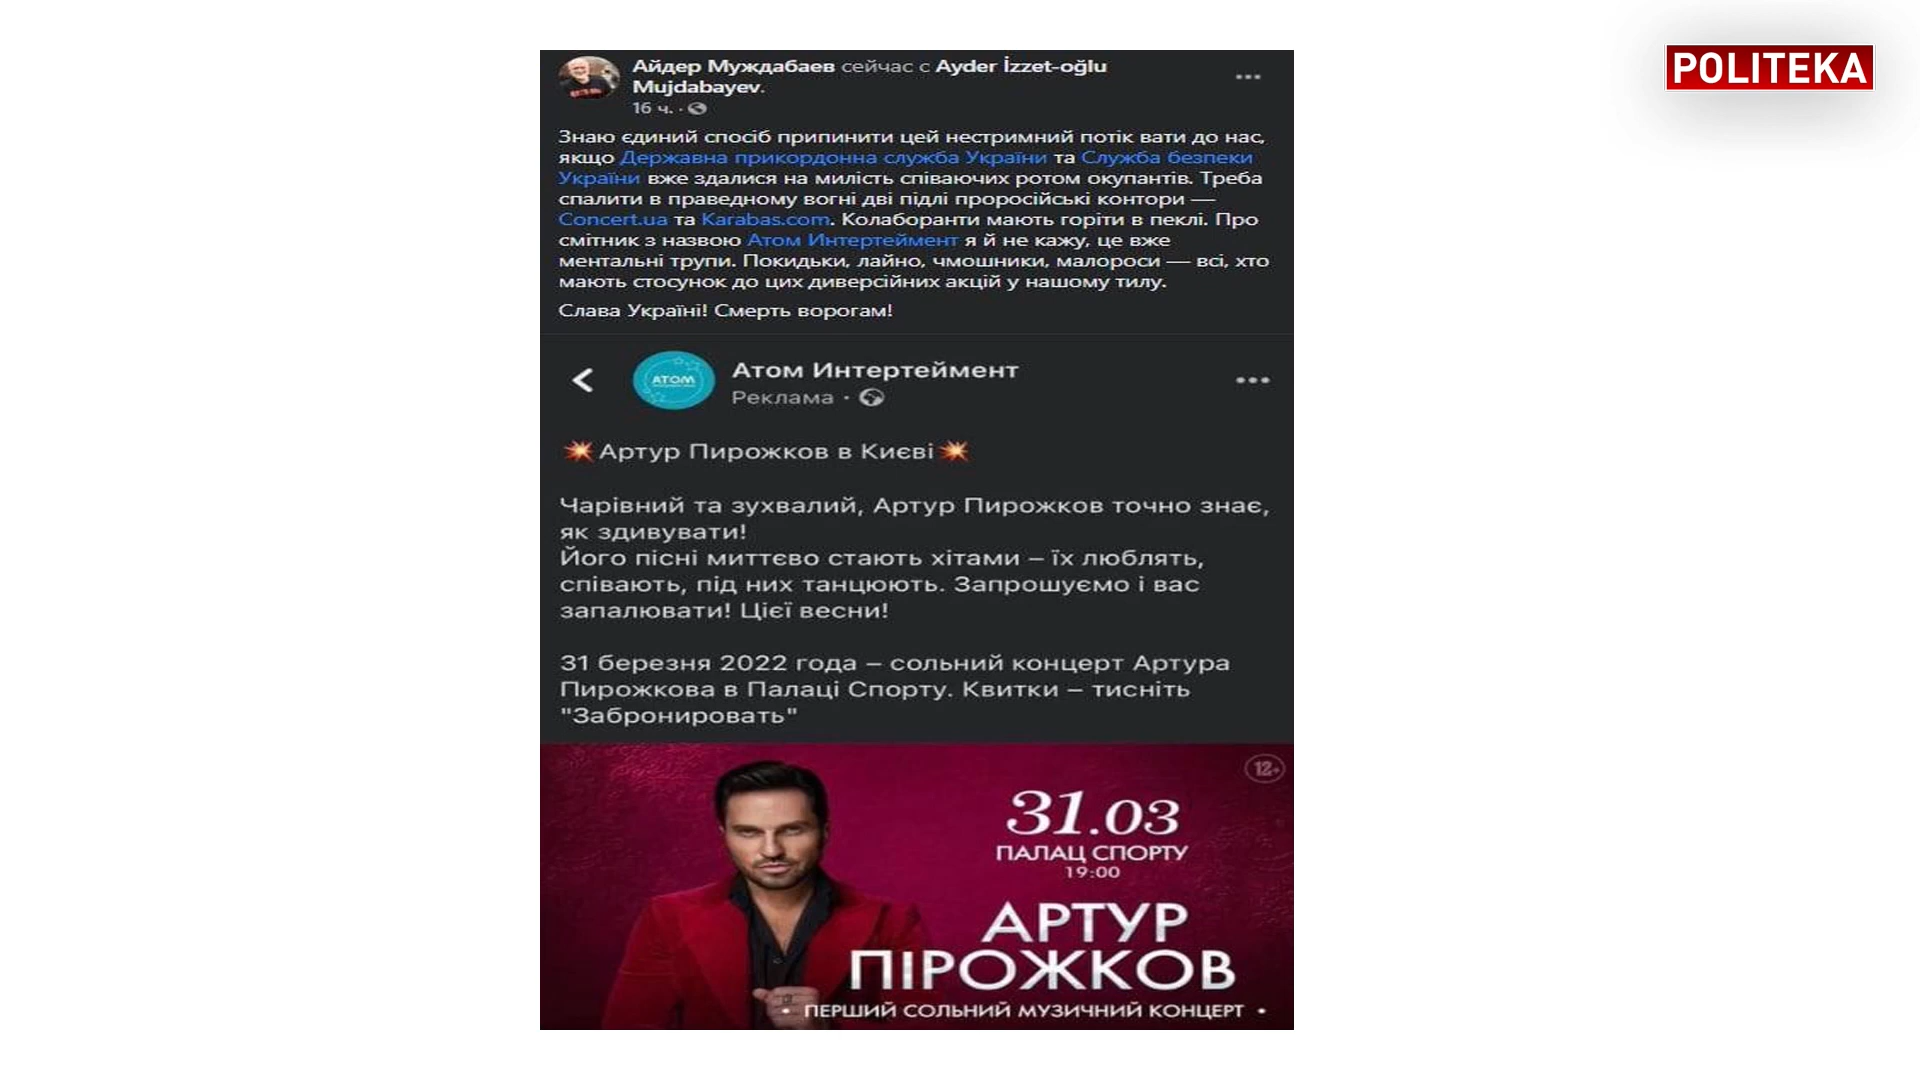 POLITEKA
Айдер Муждабаев сейчас с Ayder İzzet-oğlu
Mujdabayev.
16 ч. ·
Знаю єдиний спосіб припинити цей нестримний потік вати до нас,
якщо Державна прикордонна служба України та Служба безпеки
України вже здалися на милість співаючих ротом окупантів. Треба
спалити в праведному вогні дві підлі проросійські контори —
Concert.ua та Karabas.com. Колаборанти мають горіти в пеклі. Про
смітник з назвою Атом Интертеймент я й не кажу, це вже
ментальні трупи. Покидьки, лайно, чмошники, малороси — всі, хто
мають стосунок до цих диверсійних акцій у нашому тилу.
Слава Україні! Смерть ворогам!
ATOM
Атом Интертеймент
Реклама ·
💥Артур Пирожков в Києві💥
Чарівний та зухвалий, Артур Пирожков точно знає,
як здивувати!
Його пісні миттєво стають хітами – їх люблять,
співають, під них танцюють. Запрошуємо і вас
запалювати! Цієї весни!
31 березня 2022 года – сольний концерт Артура
Пирожкова в Палаці Спорту. Квитки – тисніть
"Забронировать"
12+
31.03
ПАЛАЦ СПОРТУ
19:00
АРТУР
ПІРОЖКОВ
• ПЕРШИЙ СОЛЬНИЙ МУЗИЧНИЙ КОНЦЕРТ •